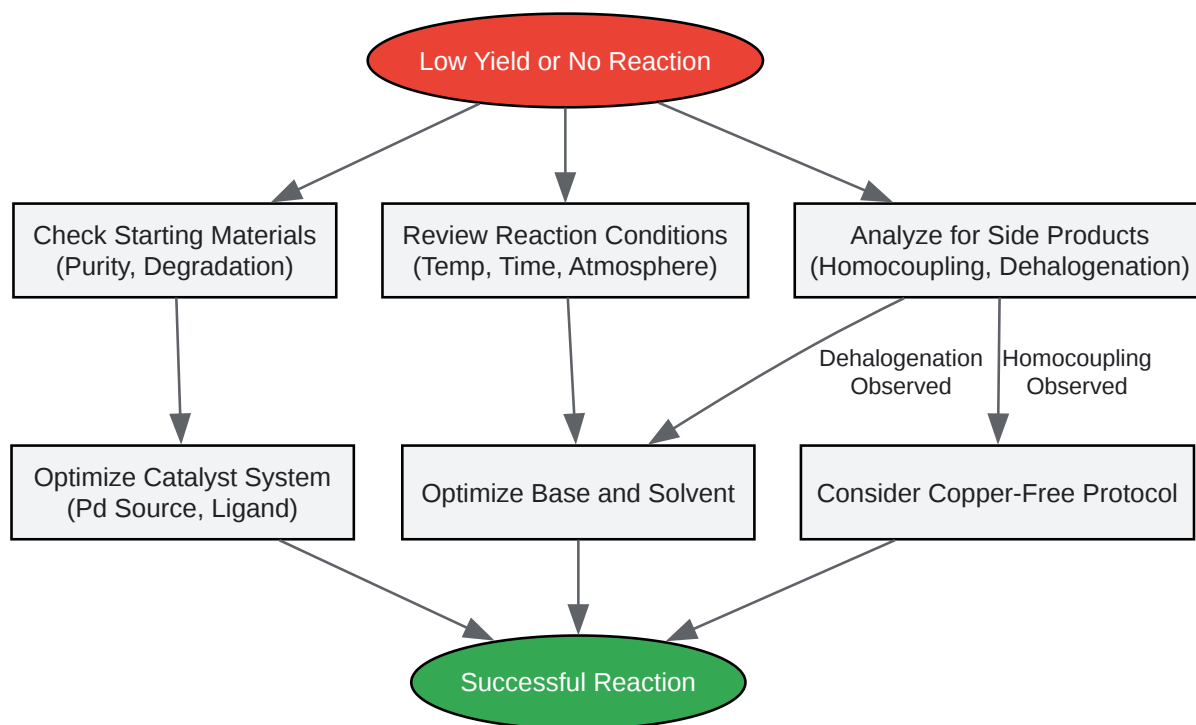 Low Yield or No Reaction
Check Starting Materials
(Purity, Degradation)
Review Reaction Conditions
(Temp, Time, Atmosphere)
Analyze for Side Products
(Homocoupling, Dehalogenation)
Dehalogenation
Observed
Homocoupling
Observed
Optimize Catalyst System
(Pd Source, Ligand)
Optimize Base and Solvent
Consider Copper-Free Protocol
Successful Reaction